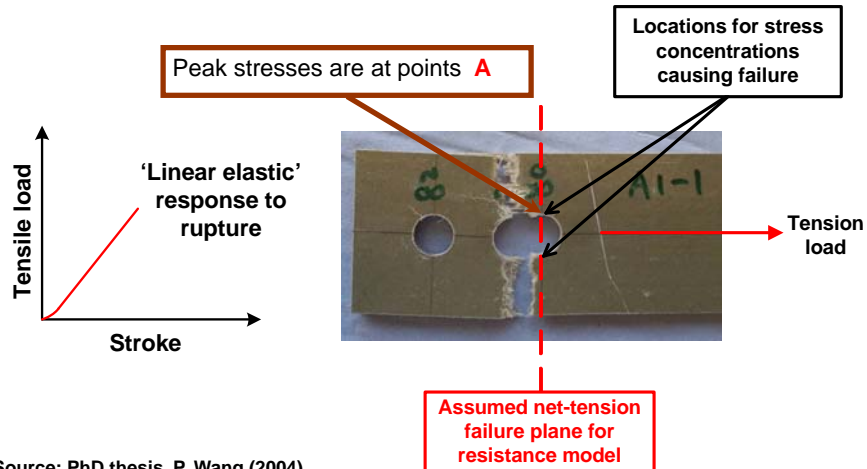 Locations for stress
concentrations
causing failure
Peak stresses are at points A
'Linear elastic'
response to
rupture
Tensile load
Stroke
A1-1
Tension
load
Assumed net-tension
failure plane for
resistance model
Source: PhD thesis, P. Wang (2004)